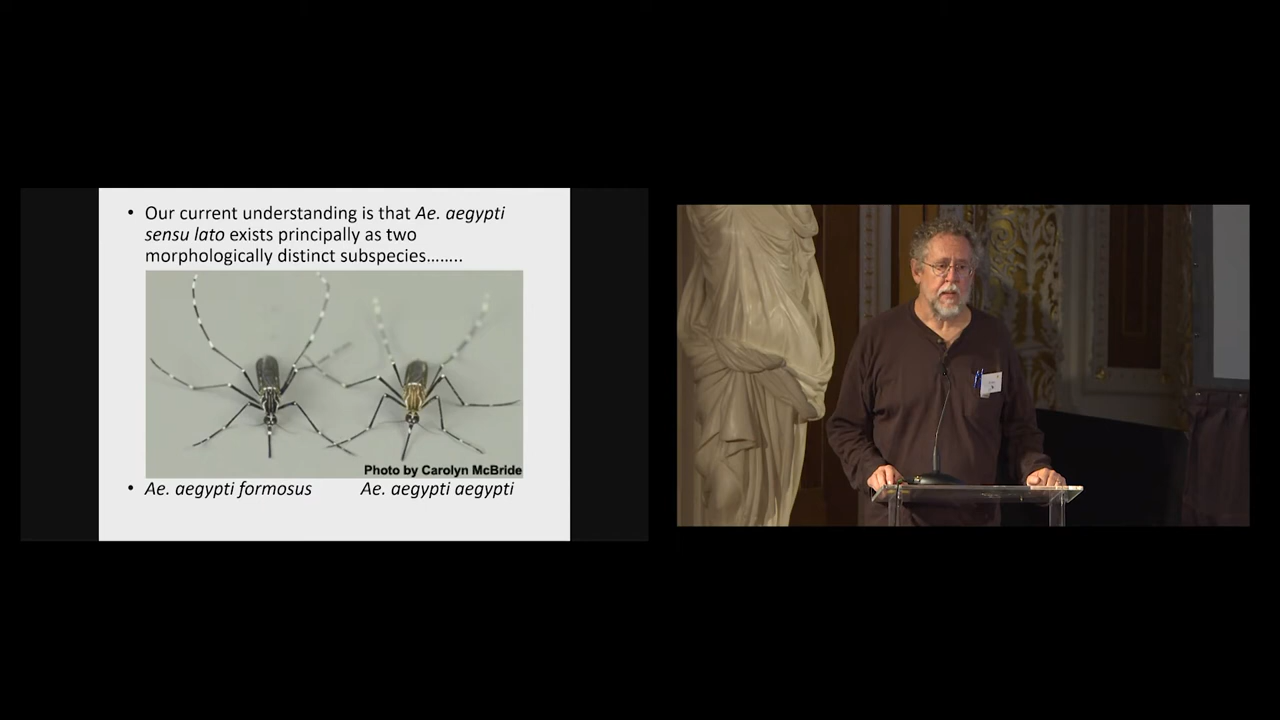 • Our current understanding is that Ae. aegypti
sensu lato exists principally as two
morphologically distinct subspecies……..
Photo by Carolyn McBride
• Ae. aegypti formosus Ae. aegypti aegypti